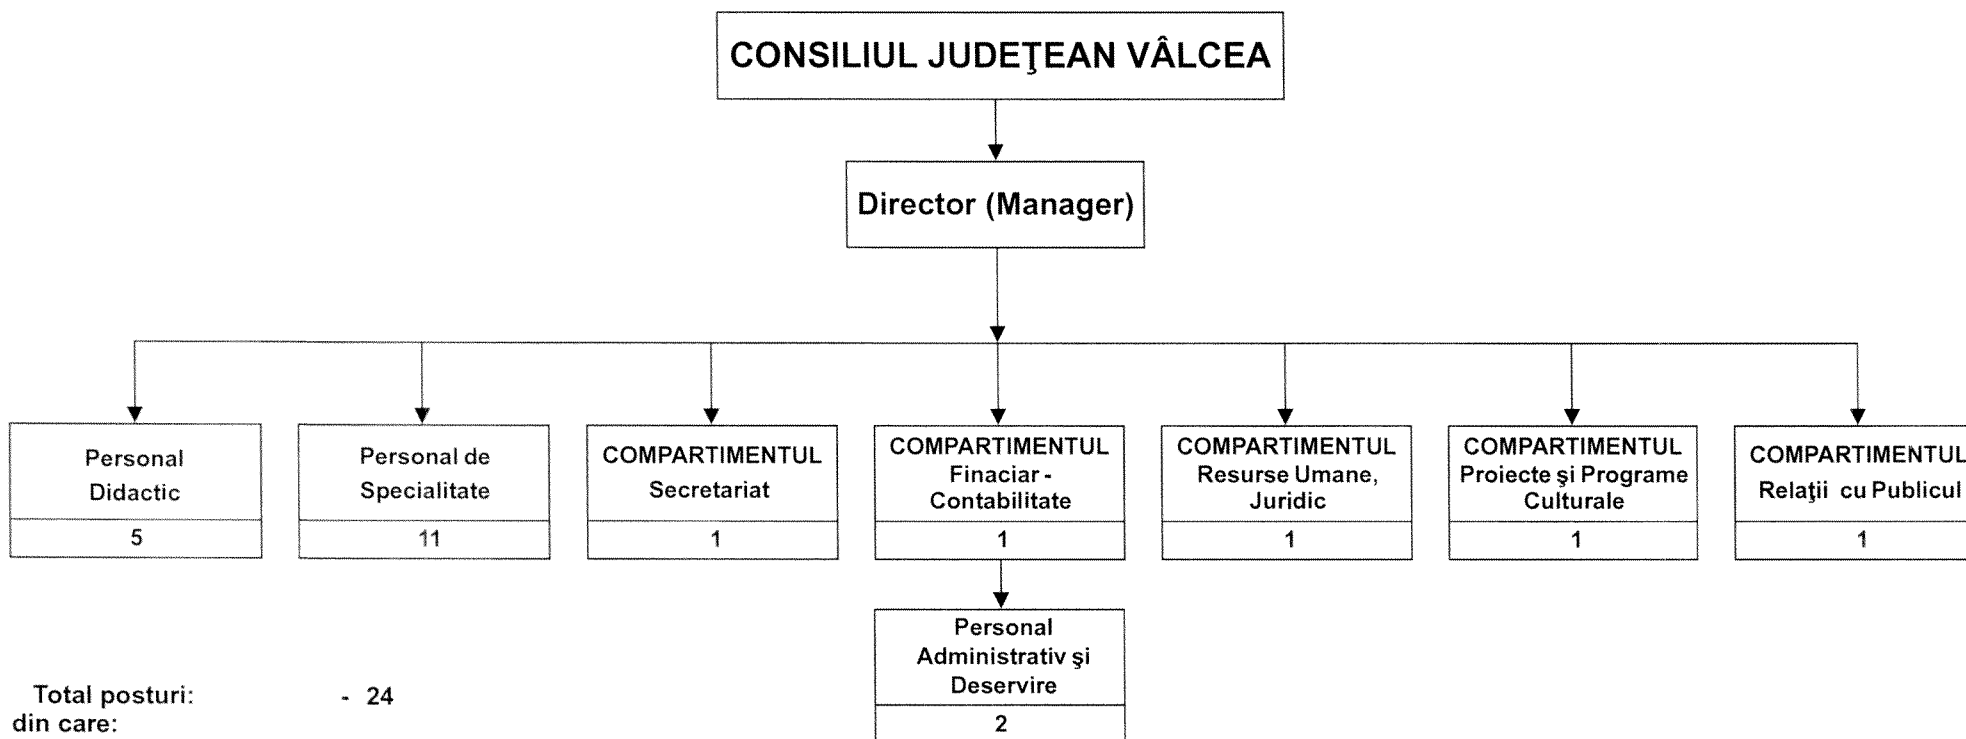 CONSILIUL JUDEŢEAN VÂLCEA
Director (Manager)
Personal
Didactic
5
Personal de
Specialitate
11
COMPARTIMENTUL
Secretariat
1
COMPARTIMENTUL
Finaciar -
Contabilitate
1
COMPARTIMENTUL
Resurse Umane,
Juridic
1
COMPARTIMENTUL
Proiecte şi Programe
Culturale
1
COMPARTIMENTUL
Relaţii cu Publicul
1
Personal
Administrativ şi
Deservire
2
Total posturi: - 24
din care: